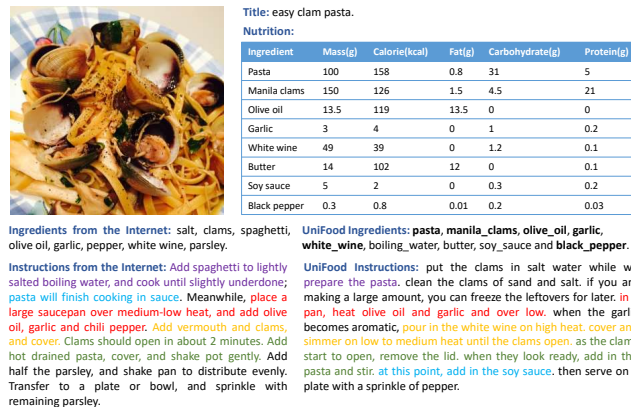 Title: easy clam pasta.
Nutrition:
Ingredient Mass(g) Calorie(kcal) Fat(g) Carbohydrate(g) Protein(g)
Pasta 100 158 0.8 31 5
Manila clams 150 126 1.5 4.5 21
Olive oil 13.5 119 13.5 0 0
Garlic 3 4 0 1 0.2
White wine 49 39 0 1.2 0.1
Butter 14 102 12 0 0.1
Soy sauce 5 2 0 0.3 0.2
Black pepper 0.3 0.8 0.01 0.2 0.03
Ingredients from the Internet: salt, clams, spaghetti,
olive oil, garlic, pepper, white wine, parsley.
Instructions from the Internet: Add spaghetti to lightly
salted boiling water, and cook until slightly underdone;
pasta will finish cooking in sauce. Meanwhile, place a
large saucepan over medium-low heat, and add olive
oil, garlic and chili pepper. Add vermouth and clams,
and cover. Clams should open in about 2 minutes. Add
hot drained pasta, cover, and shake pot gently. Add
half the parsley, and shake pan to distribute evenly.
Transfer to a plate or bowl, and sprinkle with
remaining parsley.
UniFood Ingredients: pasta, manila_clams, olive_oil, garlic,
white_wine, boiling_water, butter, soy_sauce and black_pepper.
UniFood Instructions: put the clams in salt water while w
prepare the pasta. clean the clams of sand and salt. if you ar
making a large amount, you can freeze the leftovers for later. in
pan, heat olive oil and garlic and over low. when the garl
becomes aromatic, pour in the white wine on high heat. cover an
simmer on low to medium heat until the clams open. as the clam
start to open, remove the lid. when they look ready, add in th
pasta and stir. at this point, add in the soy sauce. then serve on
plate with a sprinkle of pepper.